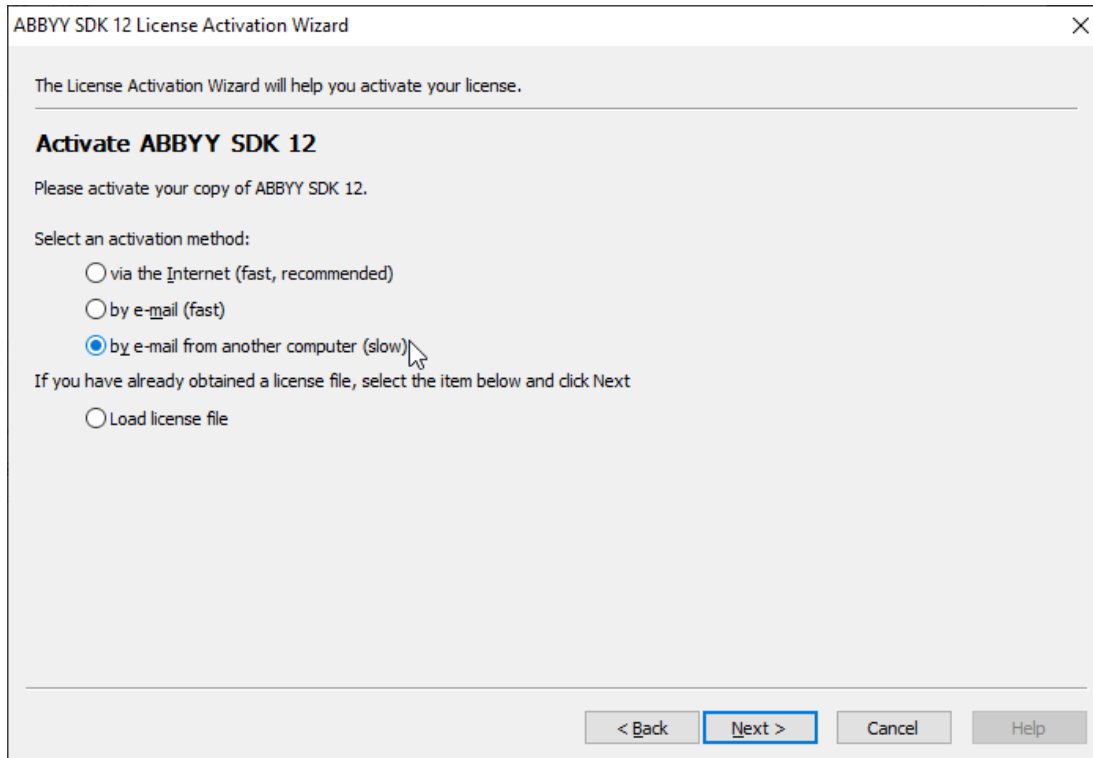 ABBYY SDK 12 License Activation Wizard
The License Activation Wizard will help you activate your license.
Activate ABBYY SDK 12
Please activate your copy of ABBYY SDK 12.
Select an activation method:
via the Internet (fast, recommended)
by e-mail (fast)
by e-mail from another computer (slow)
If you have already obtained a license file, select the item below and click Next
Load license file
< Back Next > Cancel Help